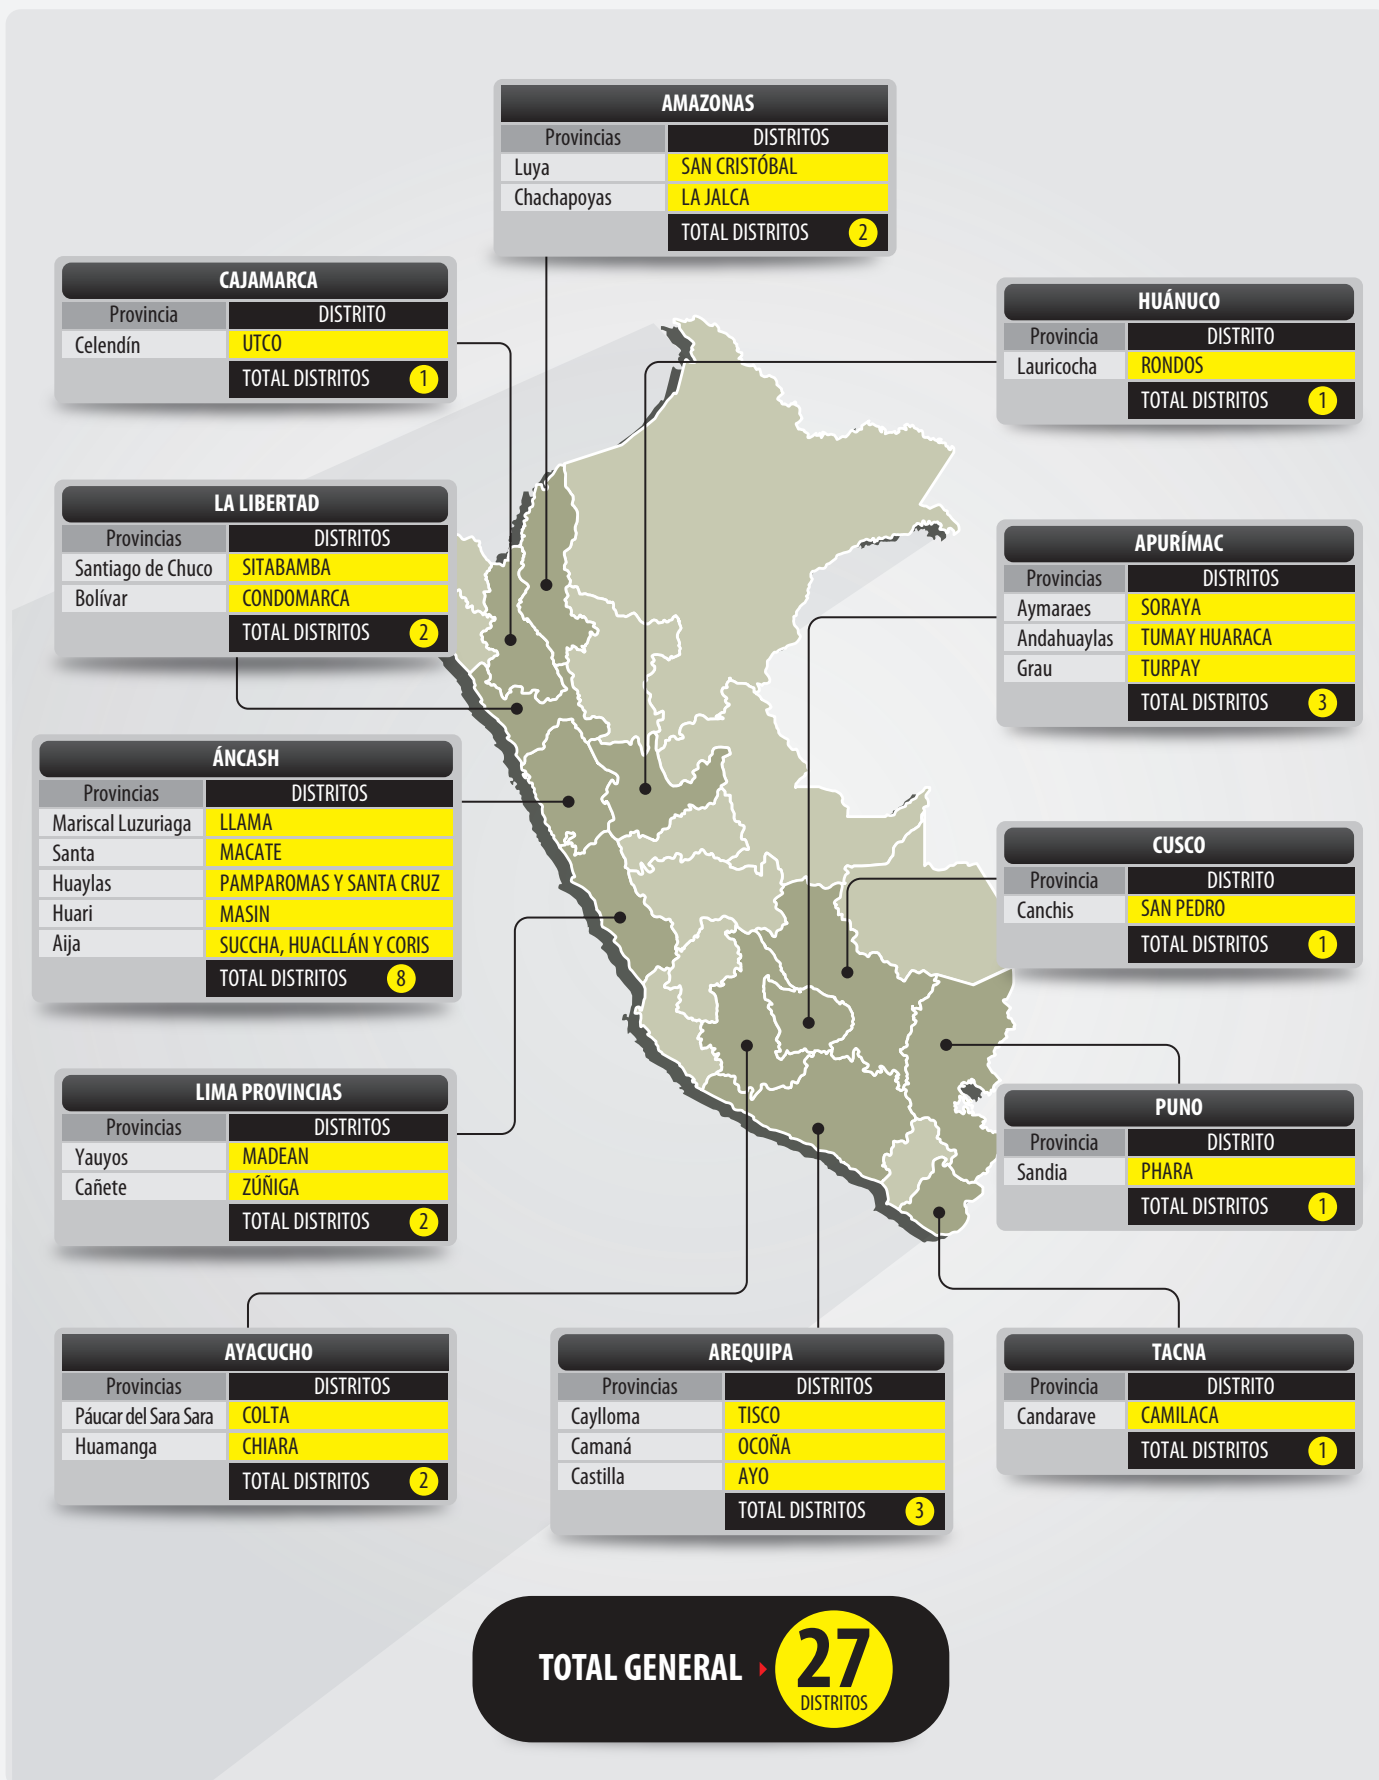 AMAZONAS
Provincias DISTRITOS
Luya SAN CRISTÓBAL
Chachapoyas LA JALCA
TOTAL DISTRITOS 2
CAJAMARCA
Provincia DISTRITO
Celendín UTCO
TOTAL DISTRITOS 1
HUÁNUCO
Provincia DISTRITO
Lauricocha RONDOS
TOTAL DISTRITOS 1
LA LIBERTAD
Provincias DISTRITOS
Santiago de Chuco SITABAMBA
Bolívar CONDOMARCA
TOTAL DISTRITOS 2
APURÍMAC
Provincias DISTRITOS
Aymaraes SORAYA
Andahuaylas TUMAY HUARACA
Grau TURPAY
TOTAL DISTRITOS 3
ÁNCASH
Provincias DISTRITOS
Mariscal Luzuriaga LLAMA
Santa MACATE
Huaylas PAMPAROMAS Y SANTA CRUZ
Huari MASIN
Aija SUCCHA, HUACLLÁN Y CORIS
TOTAL DISTRITOS 8
CUSCO
Provincia DISTRITO
Canchis SAN PEDRO
TOTAL DISTRITOS 1
LIMA PROVINCIAS
Provincias DISTRITOS
Yauyos MADEAN
Cañete ZÚÑIGA
TOTAL DISTRITOS 2
PUNO
Provincia DISTRITO
Sandia PHARA
TOTAL DISTRITOS 1
AYACUCHO
Provincias DISTRITOS
Páucar del Sara Sara COLTA
Huamanga CHIARA
TOTAL DISTRITOS 2
AREQUIPA
Provincias DISTRITOS
Caylloma TISCO
Camaná OCOÑA
Castilla AYO
TOTAL DISTRITOS 3
TACNA
Provincia DISTRITO
Candarave CAMILACA
TOTAL DISTRITOS 1
TOTAL GENERAL 27
DISTRITOS